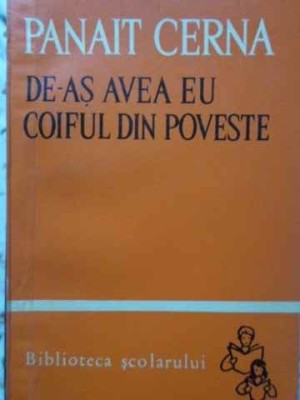 PANAIT CERNA
DE-AȘ AVEA EU
COIFUL DIN POVESTE
Biblioteca școlarului